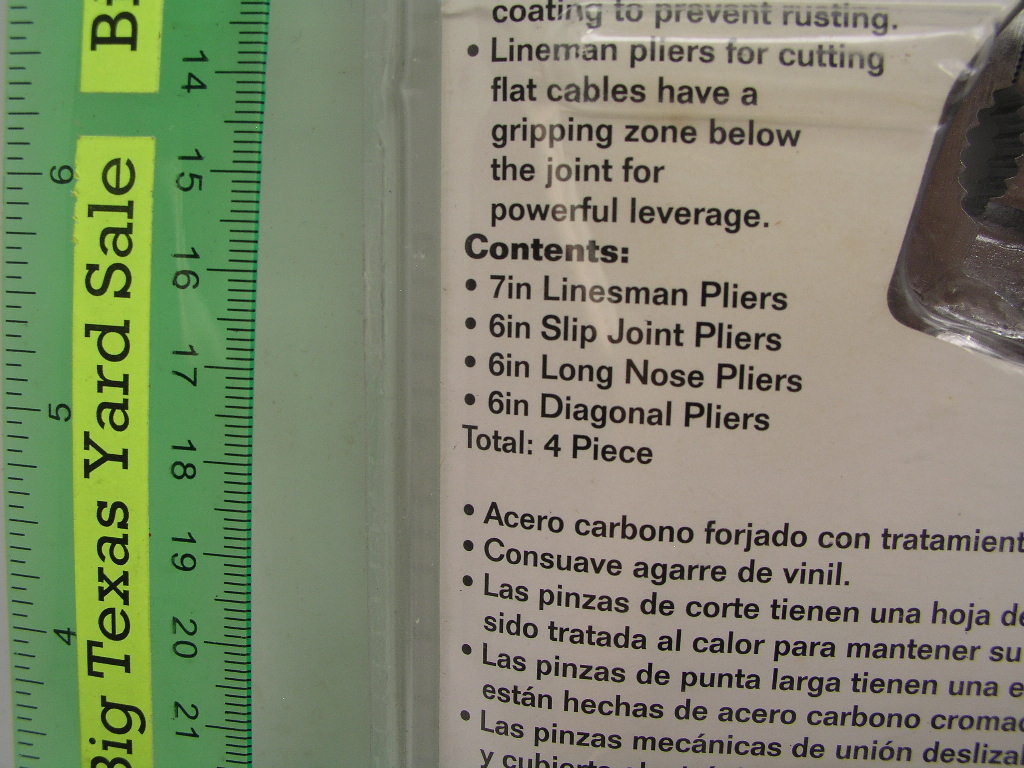 Bi
Big Texas Yard Sale
6
5
4
14
15
16
17
18
19
20
21
coating to prevent rusting.
• Lineman pliers for cutting
flat cables have a
gripping zone below
the joint for
powerful leverage.
Contents:
• 7in Linesman Pliers
• 6in Slip Joint Pliers
• 6in Long Nose Pliers
• 6in Diagonal Pliers
Total: 4 Piece
• Acero carbono forjado con tratamient
• Consuave agarre de vinil.
• Las pinzas de corte tienen una hoja de
sido tratada al calor para mantener su
• Las pinzas de punta larga tienen una e
están hechas de acero carbono cromad
• Las pinzas mecánicas de unión deslizal
y